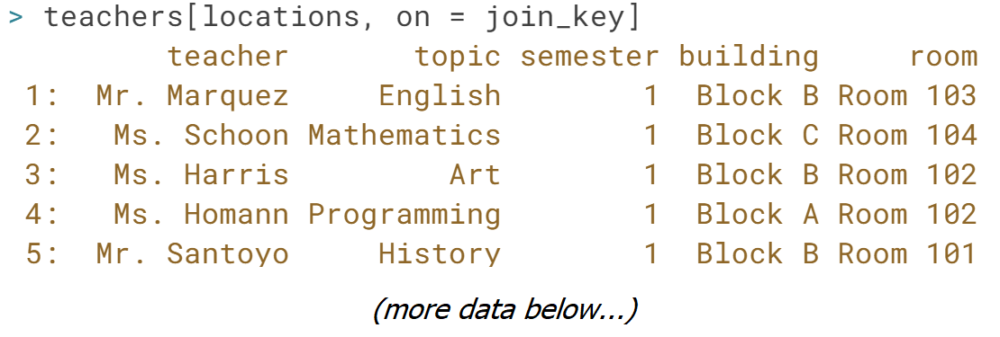 > teachers[locations, on = join_key]
teacher topic semester building room
1: Mr. Marquez English 1 Block B Room 103
2: Ms. Schoon Mathematics 1 Block C Room 104
3: Ms. Harris Art 1 Block B Room 102
4: Ms. Homann Programming 1 Block A Room 102
5: Mr. Santoyo History 1 Block B Room 101
(more data below...)